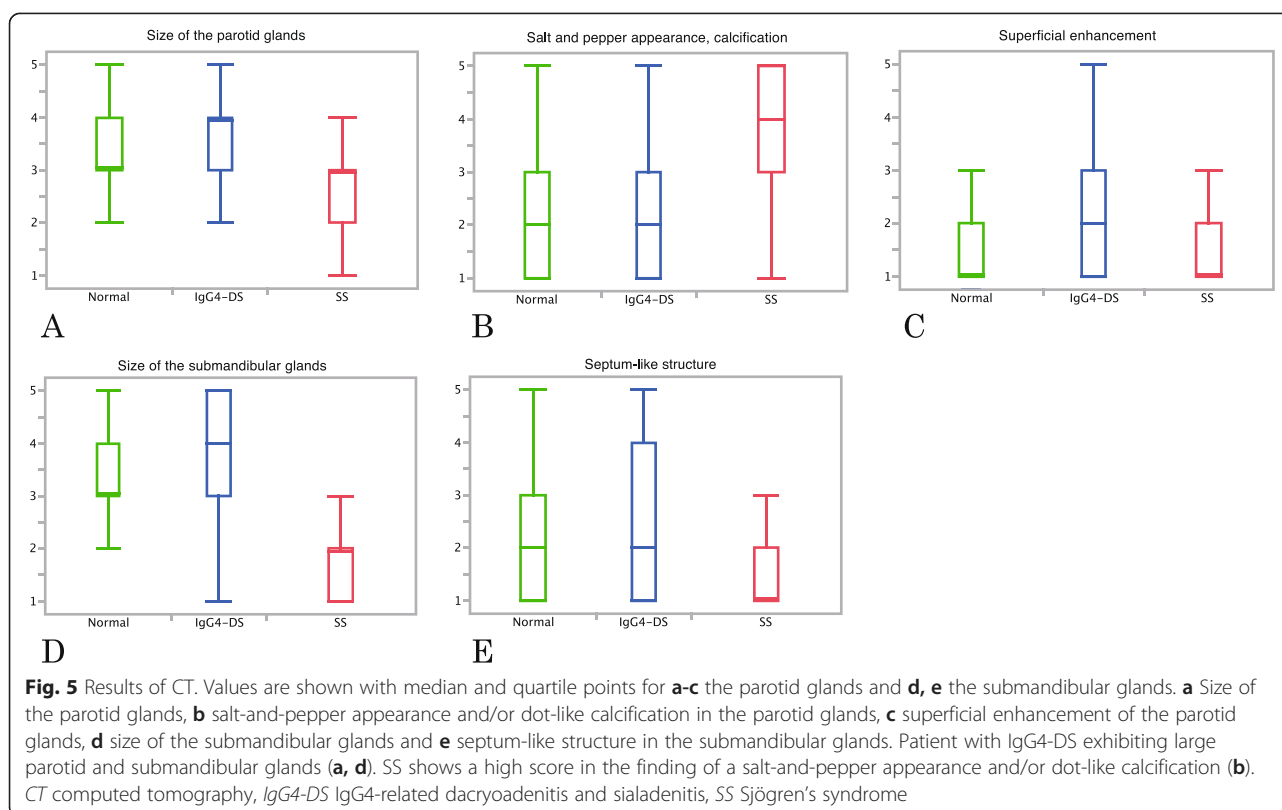 Size of the parotid glands
5
4
3
2
1
Normal
IgG4-DS
SS
A
Salt and pepper appearance, calcification
5
4
3
2
1
Normal
IgG4-DS
SS
B
Superficial enhancement
5
4
3
2
1
Normal
IgG4-DS
SS
C
Size of the submandibular glands
5
4
3
2
1
Normal
IgG4-DS
SS
D
Septum-like structure
5
4
3
2
1
Normal
IgG4-DS
SS
E
Fig. 5 Results of CT. Values are shown with median and quartile points for a-c the parotid glands and d, e the submandibular glands. a Size of
the parotid glands, b salt-and-pepper appearance and/or dot-like calcification in the parotid glands, c superficial enhancement of the parotid
glands, d size of the submandibular glands and e septum-like structure in the submandibular glands. Patient with IgG4-DS exhibiting large
parotid and submandibular glands (a, d). SS shows a high score in the finding of a salt-and-pepper appearance and/or dot-like calcification (b).
CT computed tomography, IgG4-DS IgG4-related dacryoadenitis and sialadenitis, SS Sjögren's syndrome